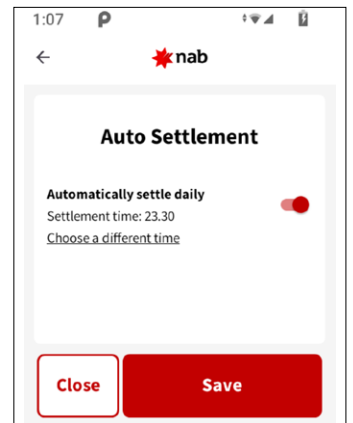 1:07
nab
Auto Settlement
Automatically settle daily
Settlement time: 23.30
Choose a different time
Close
Save